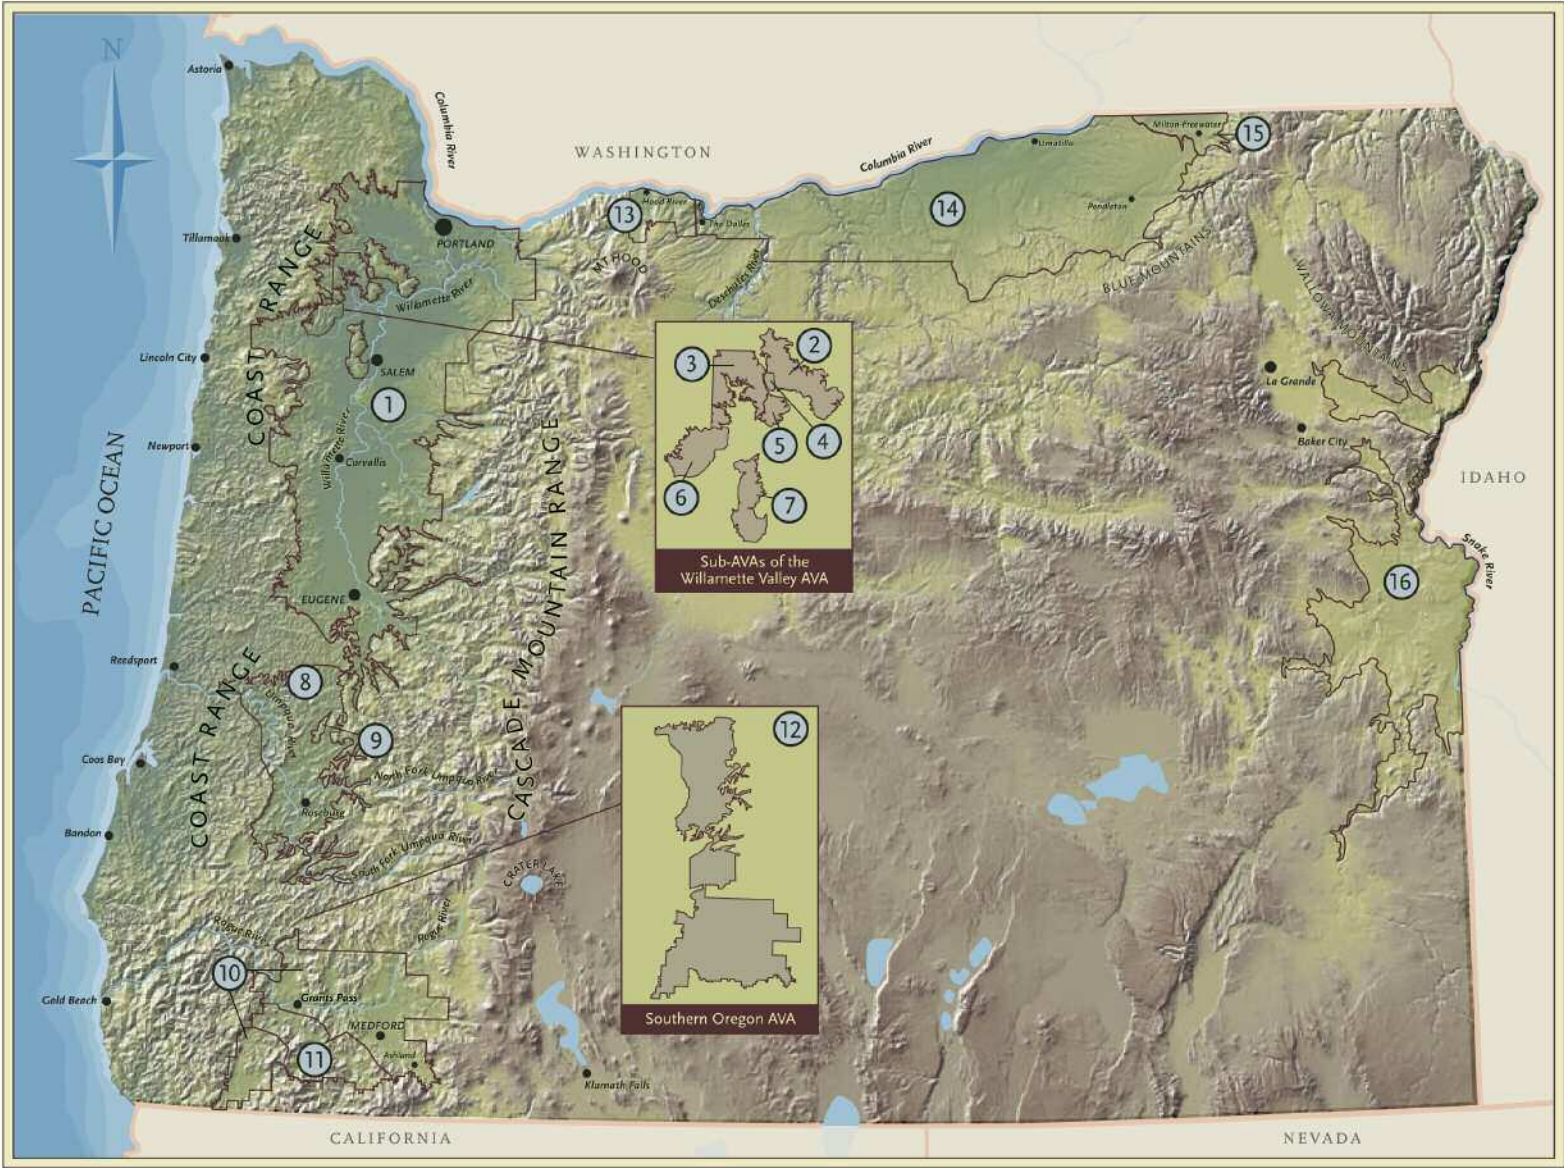 N
Astoria
Columbia River
WASHINGTON
Columbia River
Umatilla
Milton-Freewater
15
14
Pendleton
13
Hood River
The Dalles
PORTLAND
Tillamook
MT HOOD
Deschutes River
BLUE MOUNTAINS
WALLOWA MOUNTAINS
COAST RANGE
Willamette River
Lincoln City
SALEM
1
2
3
4
5
6
7
Sub-AVAs of the
Willamette Valley AVA
La Grande
Baker City
IDAHO
Snake River
16
PACIFIC OCEAN
Newport
Willamette River
Corvallis
CASCADE MOUNTAIN RANGE
EUGENE
Reedsport
8
COAST RANGE
Umpqua River
9
12
Southern Oregon AVA
Coos Bay
North Fork Umpqua River
Roseburg
Bandon
South Fork Umpqua River
CRATER LAKE
Rogue River
Rogue River
10
Gold Beach
Grants Pass
MEDFORD
11
Ashland
Klamath Falls
CALIFORNIA
NEVADA